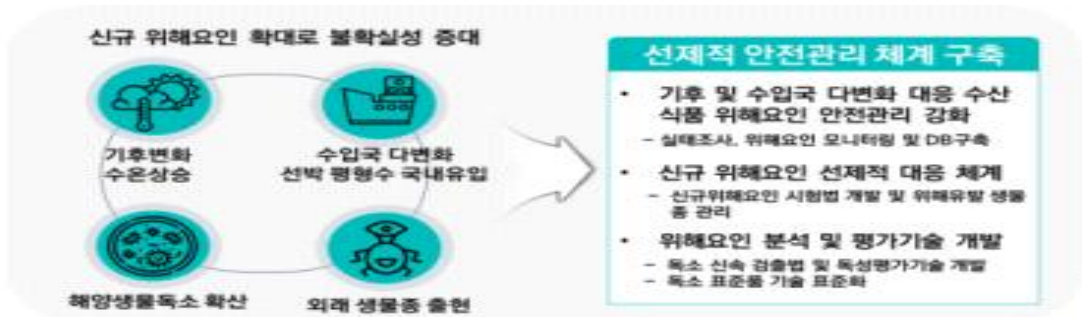 신규 위해요인 확대로 불확실성 증대
기후변화
수온상승
수입국 다변화
선박 평형수 국내유입
해양생물독소 확산
외래 생물종 출현
선제적 안전관리 체계 구축
• 기후 및 수입국 다변화 대응 수산
식품 위해요인 안전관리 강화
- 실태조사, 위해요인 모니터링 및 DB구축
• 신규 위해요인 선제적 대응 체계
- 신규위해요인 시험법 개발 및 위해유발 생물
종 관리
• 위해요인 분석 및 평가기술 개발
- 독소 신속 검출법 및 독성평가기술 개발
- 독소 표준품 기술 표준화